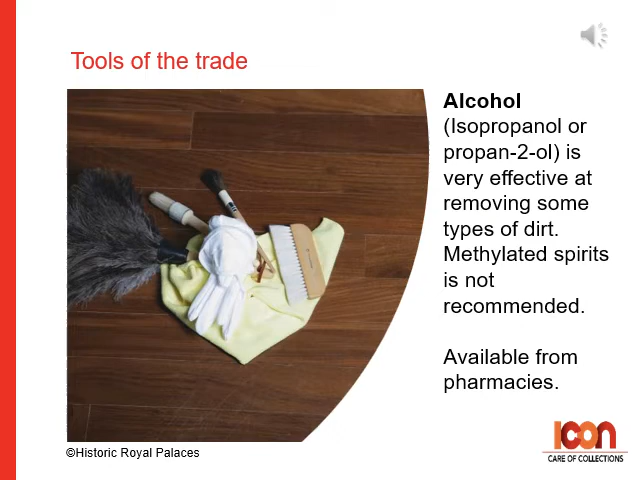 Tools of the trade
Alcohol
(Isopropanol or
propan-2-ol) is
very effective at
removing some
types of dirt.
Methylated spirits
is not
recommended.
Available from
pharmacies.
©Historic Royal Palaces
Icon
CARE OF COLLECTIONS